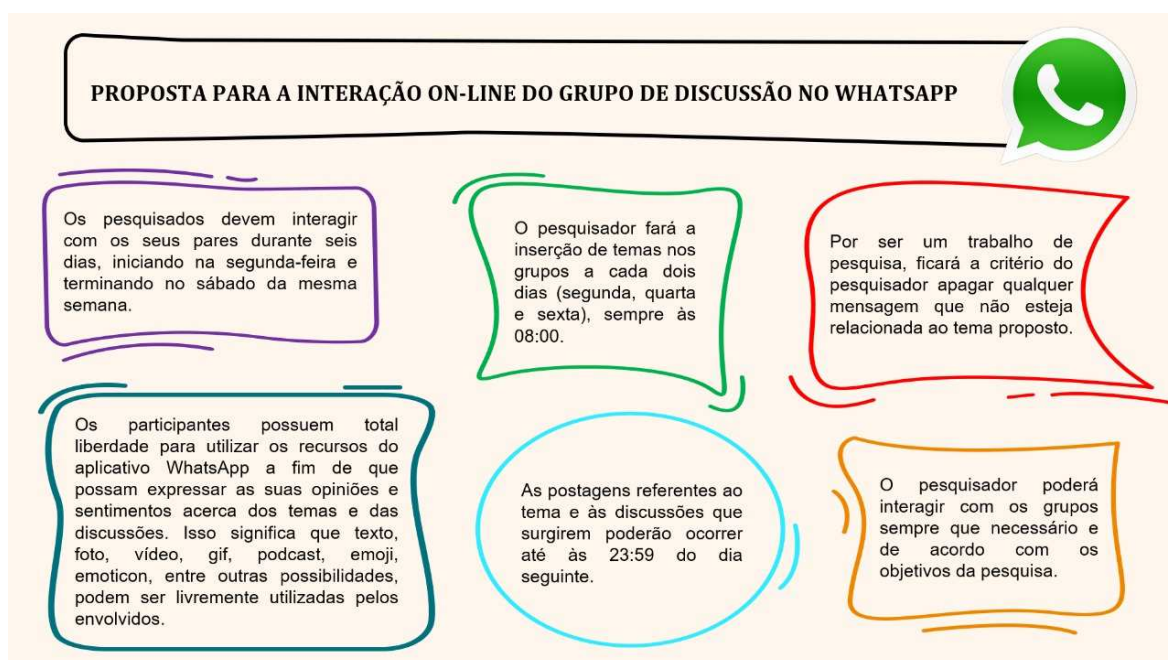 PROPOSTA PARA A INTERAÇÃO ON-LINE DO GRUPO DE DISCUSSÃO NO WHATSAPP
Os pesquisados devem interagir
com os seus pares durante seis
dias, iniciando na segunda-feira e
terminando no sábado da mesma
semana.
O pesquisador fará a
inserção de temas nos
grupos a cada dois
dias (segunda, quarta
e sexta), sempre às
08:00.
Por ser um trabalho de
pesquisa, ficará a critério do
pesquisador apagar qualquer
mensagem que não esteja
relacionada ao tema proposto.
Os participantes possuem total
liberdade para utilizar os recursos do
aplicativo WhatsApp a fim de que
possam expressar as suas opiniões e
sentimentos acerca dos temas e das
discussões. Isso significa que texto,
foto, vídeo, gif, podcast, emoji,
emoticon, entre outras possibilidades,
podem ser livremente utilizadas pelos
envolvidos.
As postagens referentes ao
tema e às discussões que
surgirem poderão ocorrer
até às 23:59 do dia
seguinte.
O pesquisador poderá
interagir com os grupos
sempre que necessário e
de acordo com os
objetivos da pesquisa.